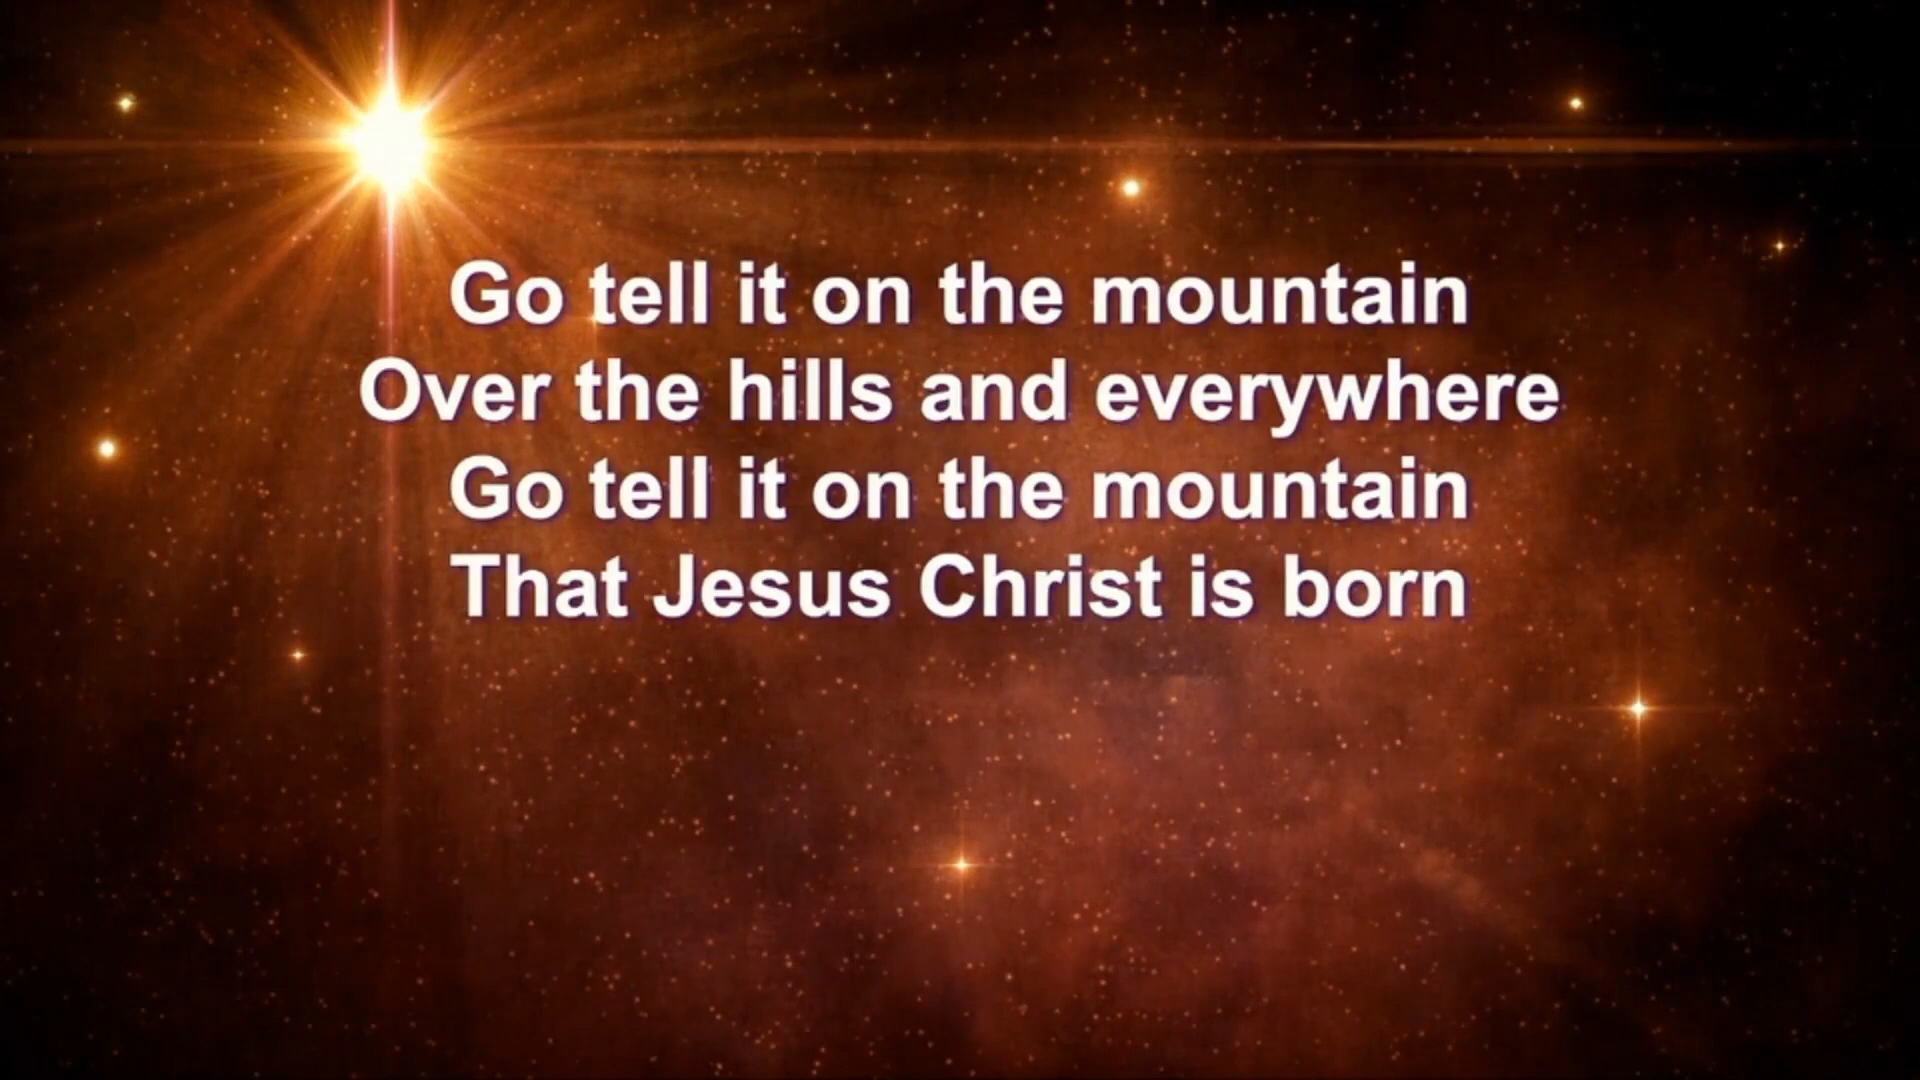 Go tell it on the mountain
Over the hills and everywhere
Go tell it on the mountain
That Jesus Christ is born